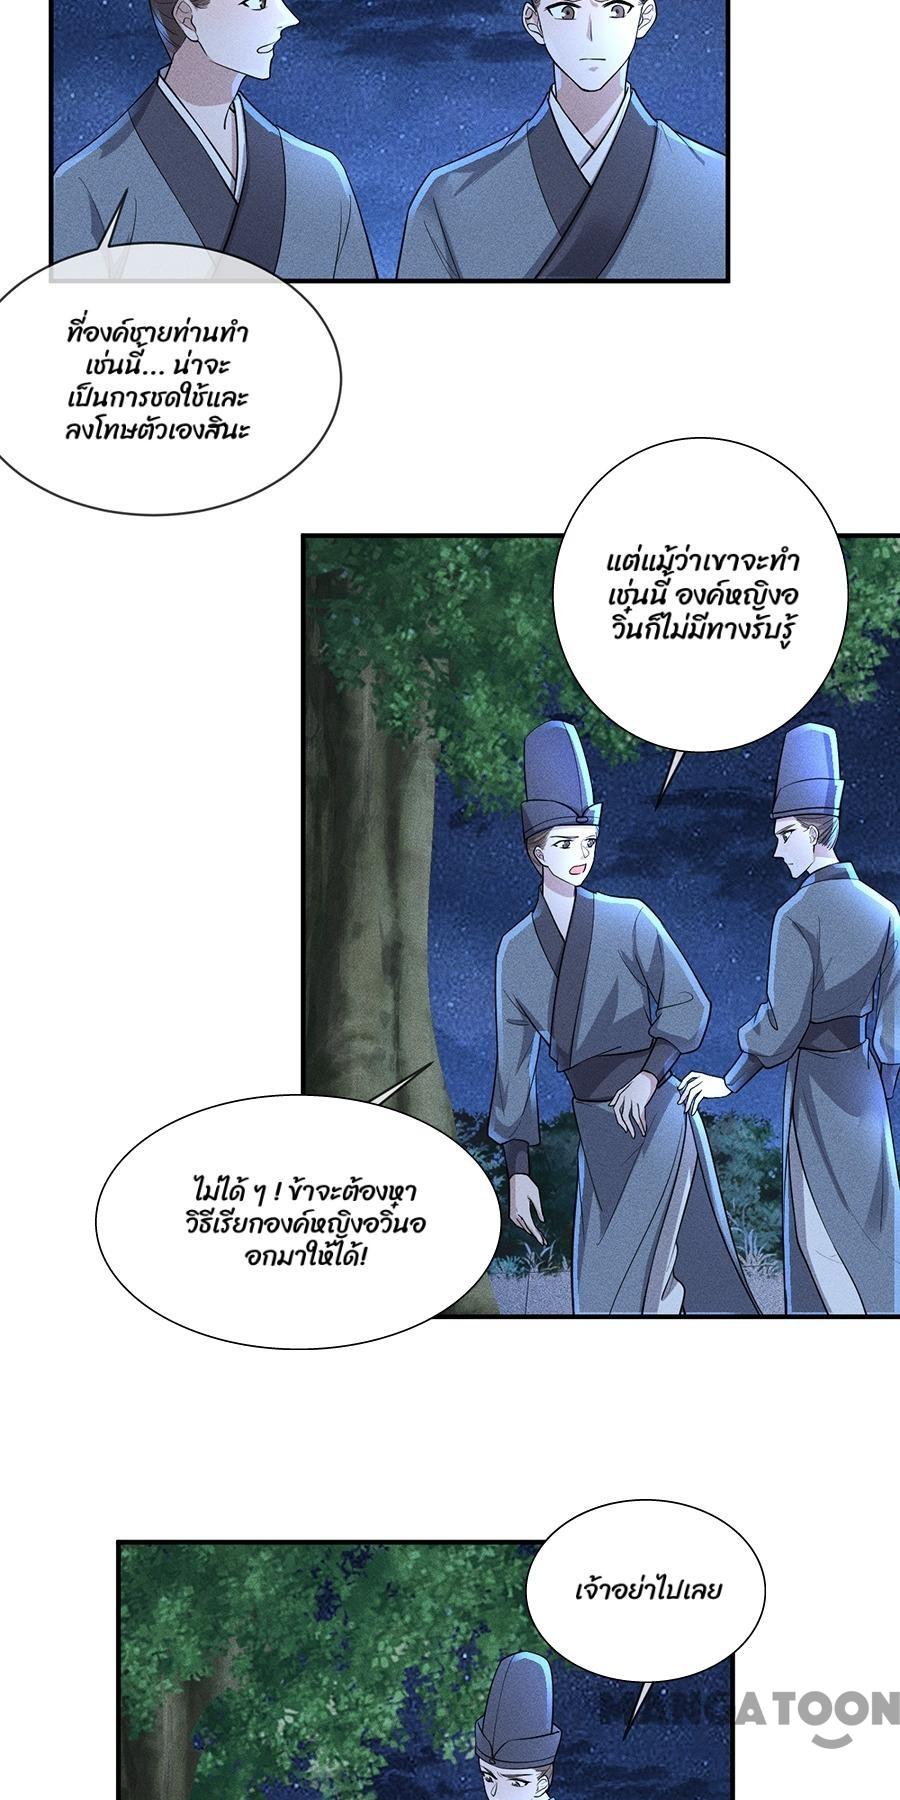 ที่องค์ชายท่านทำ
เช่นนี้... น่าจะ
เป็นการชดใช้และ
ลงโทษตัวเองสินะ
แต่แม้ว่าเขาจะทำ
เช่นนี้ องค์หญิงอ
วิ๋นก็ไม่มีทางรับรู้
ไม่ได้ ๆ ! ข้าจะต้องหา
วิธีเรียกองค์หญิงอวิ๋นอ
อกมาให้ได้!
เจ้าอย่าไปเลย
MANGATOON